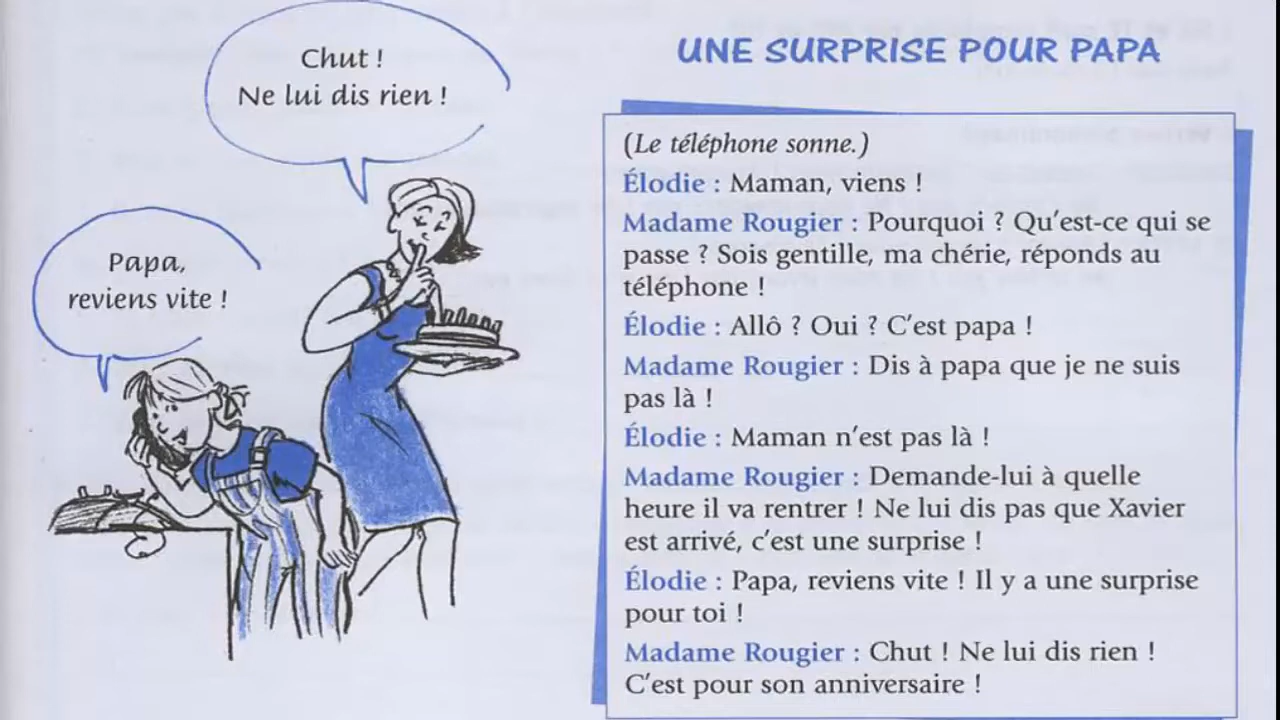 Chut !
Ne lui dis rien !
Papa,
reviens vite !
UNE SURPRISE POUR PAPA
(Le téléphone sonne.)
Élodie : Maman, viens !
Madame Rougier : Pourquoi ? Qu'est-ce qui se
passe ? Sois gentille, ma chérie, réponds au
téléphone !
Élodie : Allô ? Oui ? C'est papa !
Madame Rougier : Dis à papa que je ne suis
pas là !
Élodie : Maman n'est pas là !
Madame Rougier : Demande-lui à quelle
heure il va rentrer ! Ne lui dis pas que Xavier
est arrivé, c'est une surprise !
Élodie : Papa, reviens vite ! Il y a une surprise
pour toi !
Madame Rougier : Chut ! Ne lui dis rien !
C'est pour son anniversaire !